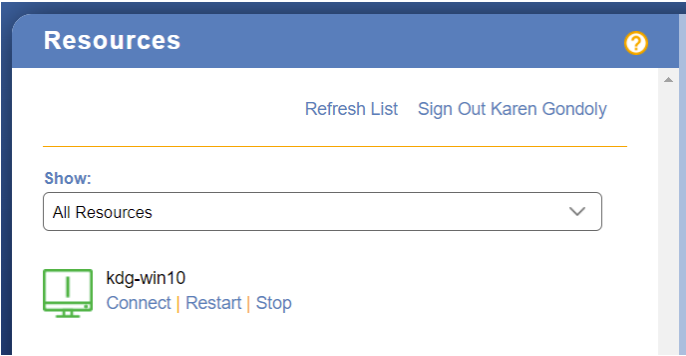 Resources
?
Refresh List Sign Out Karen Gondoly
Show:
All Resources
kdg-win10
Connect | Restart | Stop